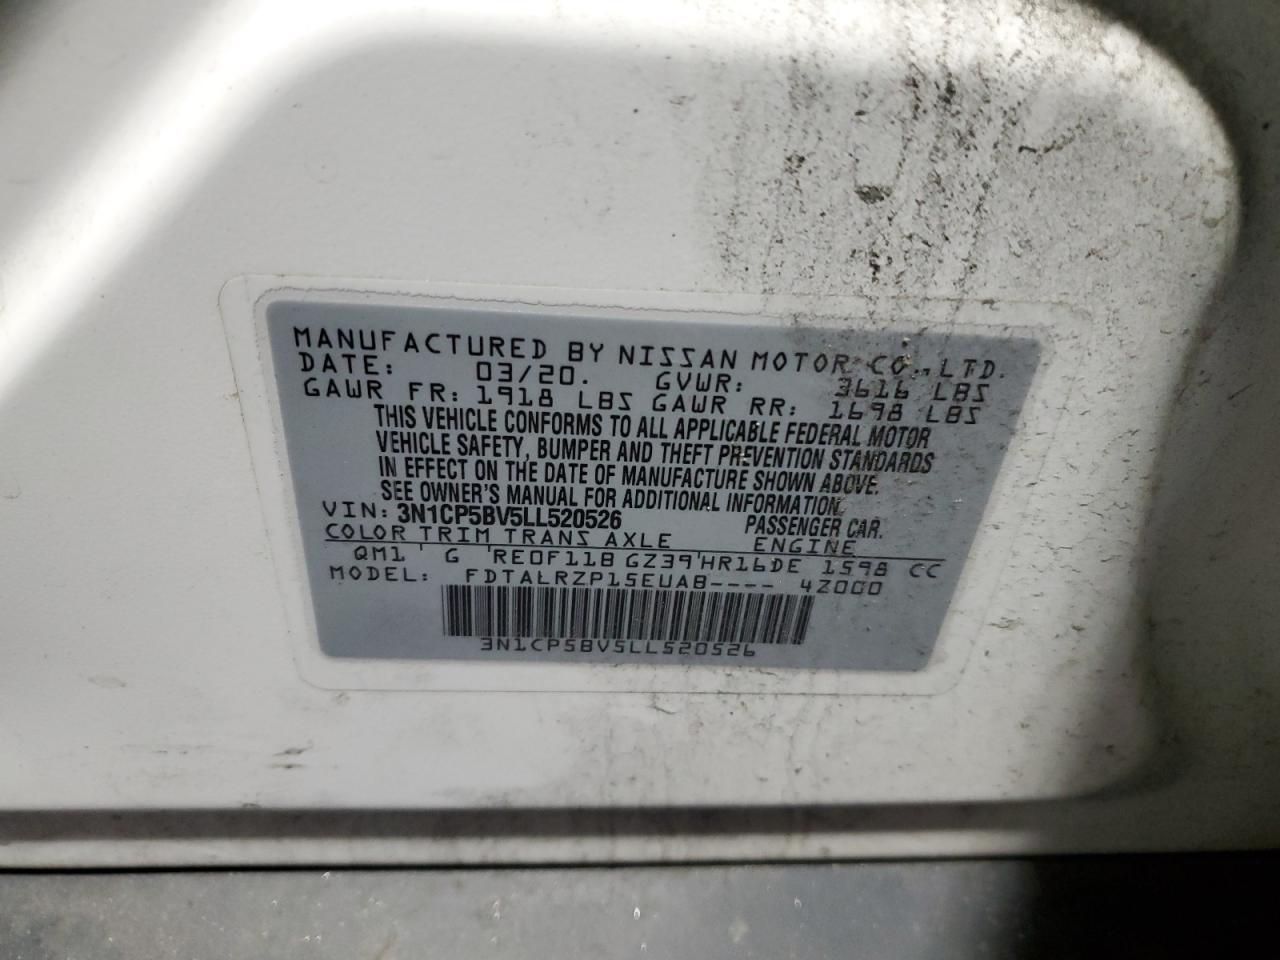 MANUFACTURED BY NISSAN MOTOR CO., LTD.
DATE: 03/20. GVWR: 3616 LBS
GAWR FR: 1918 LBS GAWR RR: 1698 LBS
THIS VEHICLE CONFORMS TO ALL APPLICABLE FEDERAL MOTOR
VEHICLE SAFETY, BUMPER AND THEFT PREVENTION STANDARDS
IN EFFECT ON THE DATE OF MANUFACTURE SHOWN ABOVE.
SEE OWNER'S MANUAL FOR ADDITIONAL INFORMATION.
VIN: 3N1CP5BV5LL520526 PASSENGER CAR.
COLOR TRIM TRANS AXLE ENGINE
QM1 ' G 'RE0F11B GZ39'HR16DE 1598 CC
MODEL: FDTALRZP15EUAB---- 4Z000
3N1CP5BV5LL520526